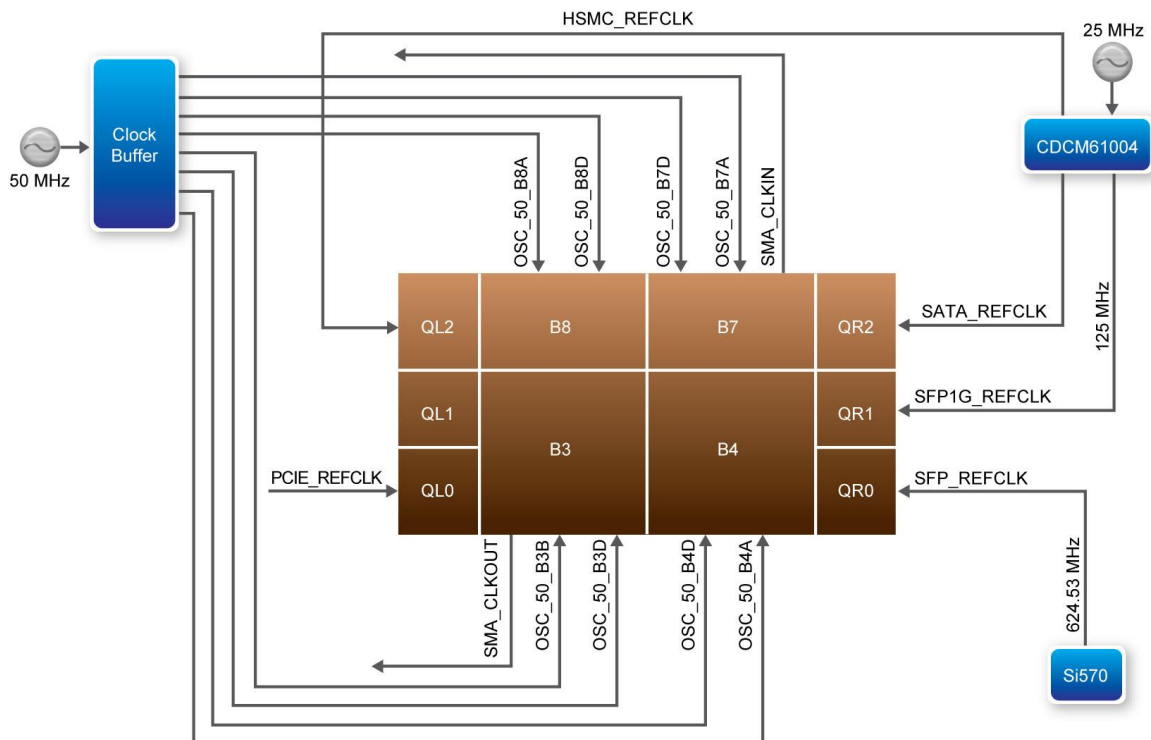 HSMC_REFCLK
25 MHz
Clock
Buffer
50 MHz
CDCM61004
OSC_50_B8A
OSC_50_B8D
OSC_50_B7D
OSC_50_B7A
SMA_CLKIN
125 MHz
QL2
B8
B7
QR2
SATA_REFCLK
QL1
B3
B4
QR1
SFP1G_REFCLK
PCIE_REFCLK
QL0
QR0
SFP_REFCLK
SMA_CLKOUT
OSC_50_B3B
OSC_50_B3D
OSC_50_B4D
OSC_50_B4A
624.53 MHz
Si570